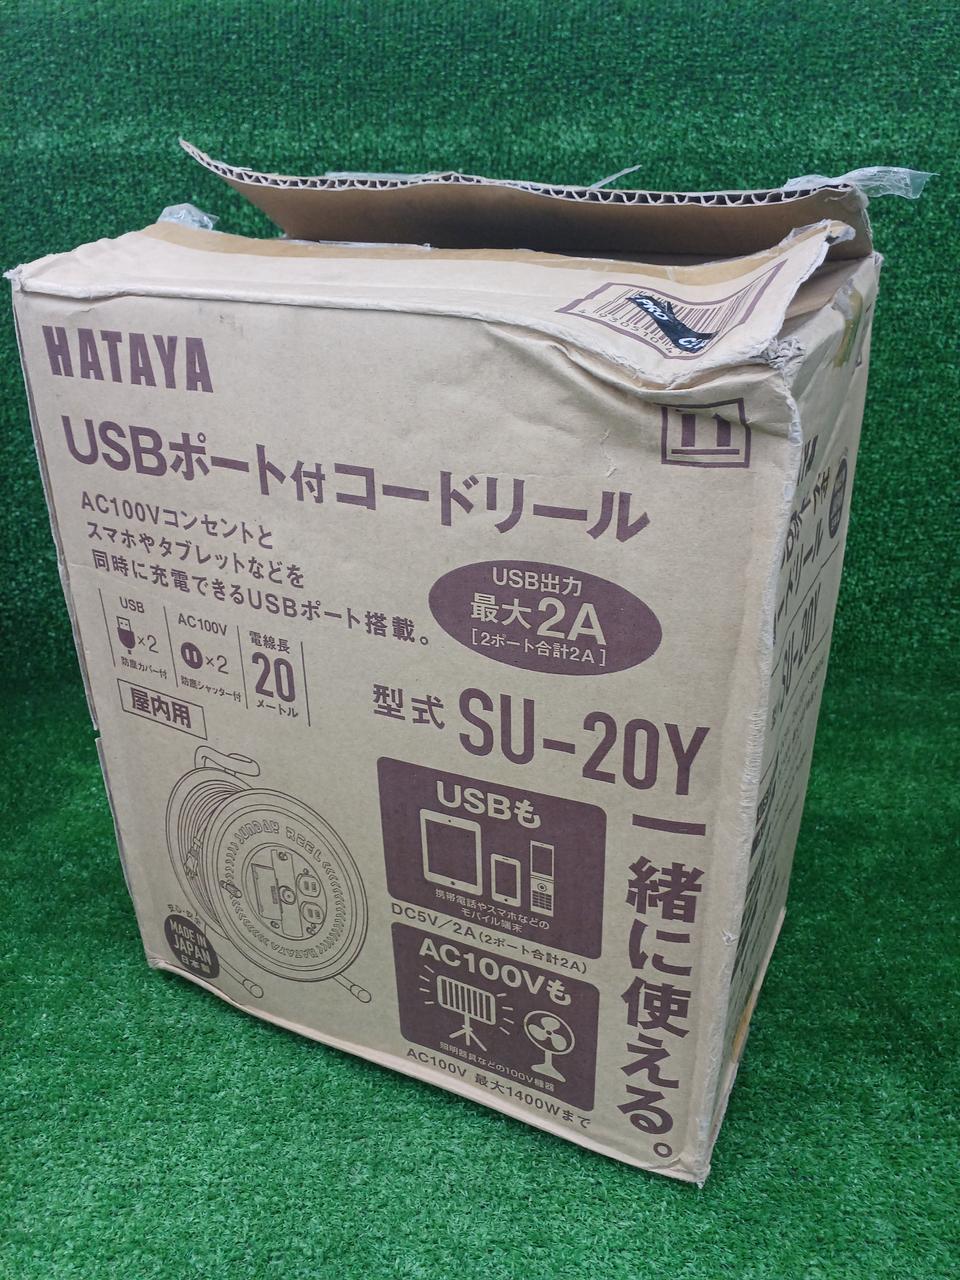 HATAYA
USBポート付コードリール
AC100Vコンセントと
スマホやタブレットなどを
同時に充電できるUSBポート搭載。
USB出力
最大2A
[2ポート合計2A]
USB
×2
防塵カバー付
AC100V
×2
防塵シャッター付
電線長
20
メートル
屋内用
型式 SU-20Y
SUNDAY REEL
HATAYA
MADE IN
JAPAN
日本製
USBも
携帯電話やスマホなどの
モバイル端末
DC5V/2A(2ポート合計2A)
AC100Vも
照明器具などの100V機器
AC100V 最大1400Wまで
一緒に使える。
PRO
SU-20Y